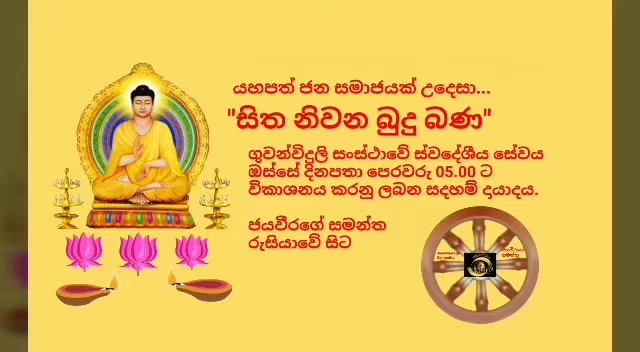 යහපත් ජන සමාජයක් උදෙසා...
"සිත නිවන බුදු බණ"
ගුවන්විදුලි සංස්ථාවේ ස්වදේශීය සේවය
ඔස්සේ දිනපතා පෙරවරු 05.00 ට
විකාශනය කරනු ලබන සදහම් දායාදය.
ජයවීරගේ සමන්ත
රුසියාවේ සිට